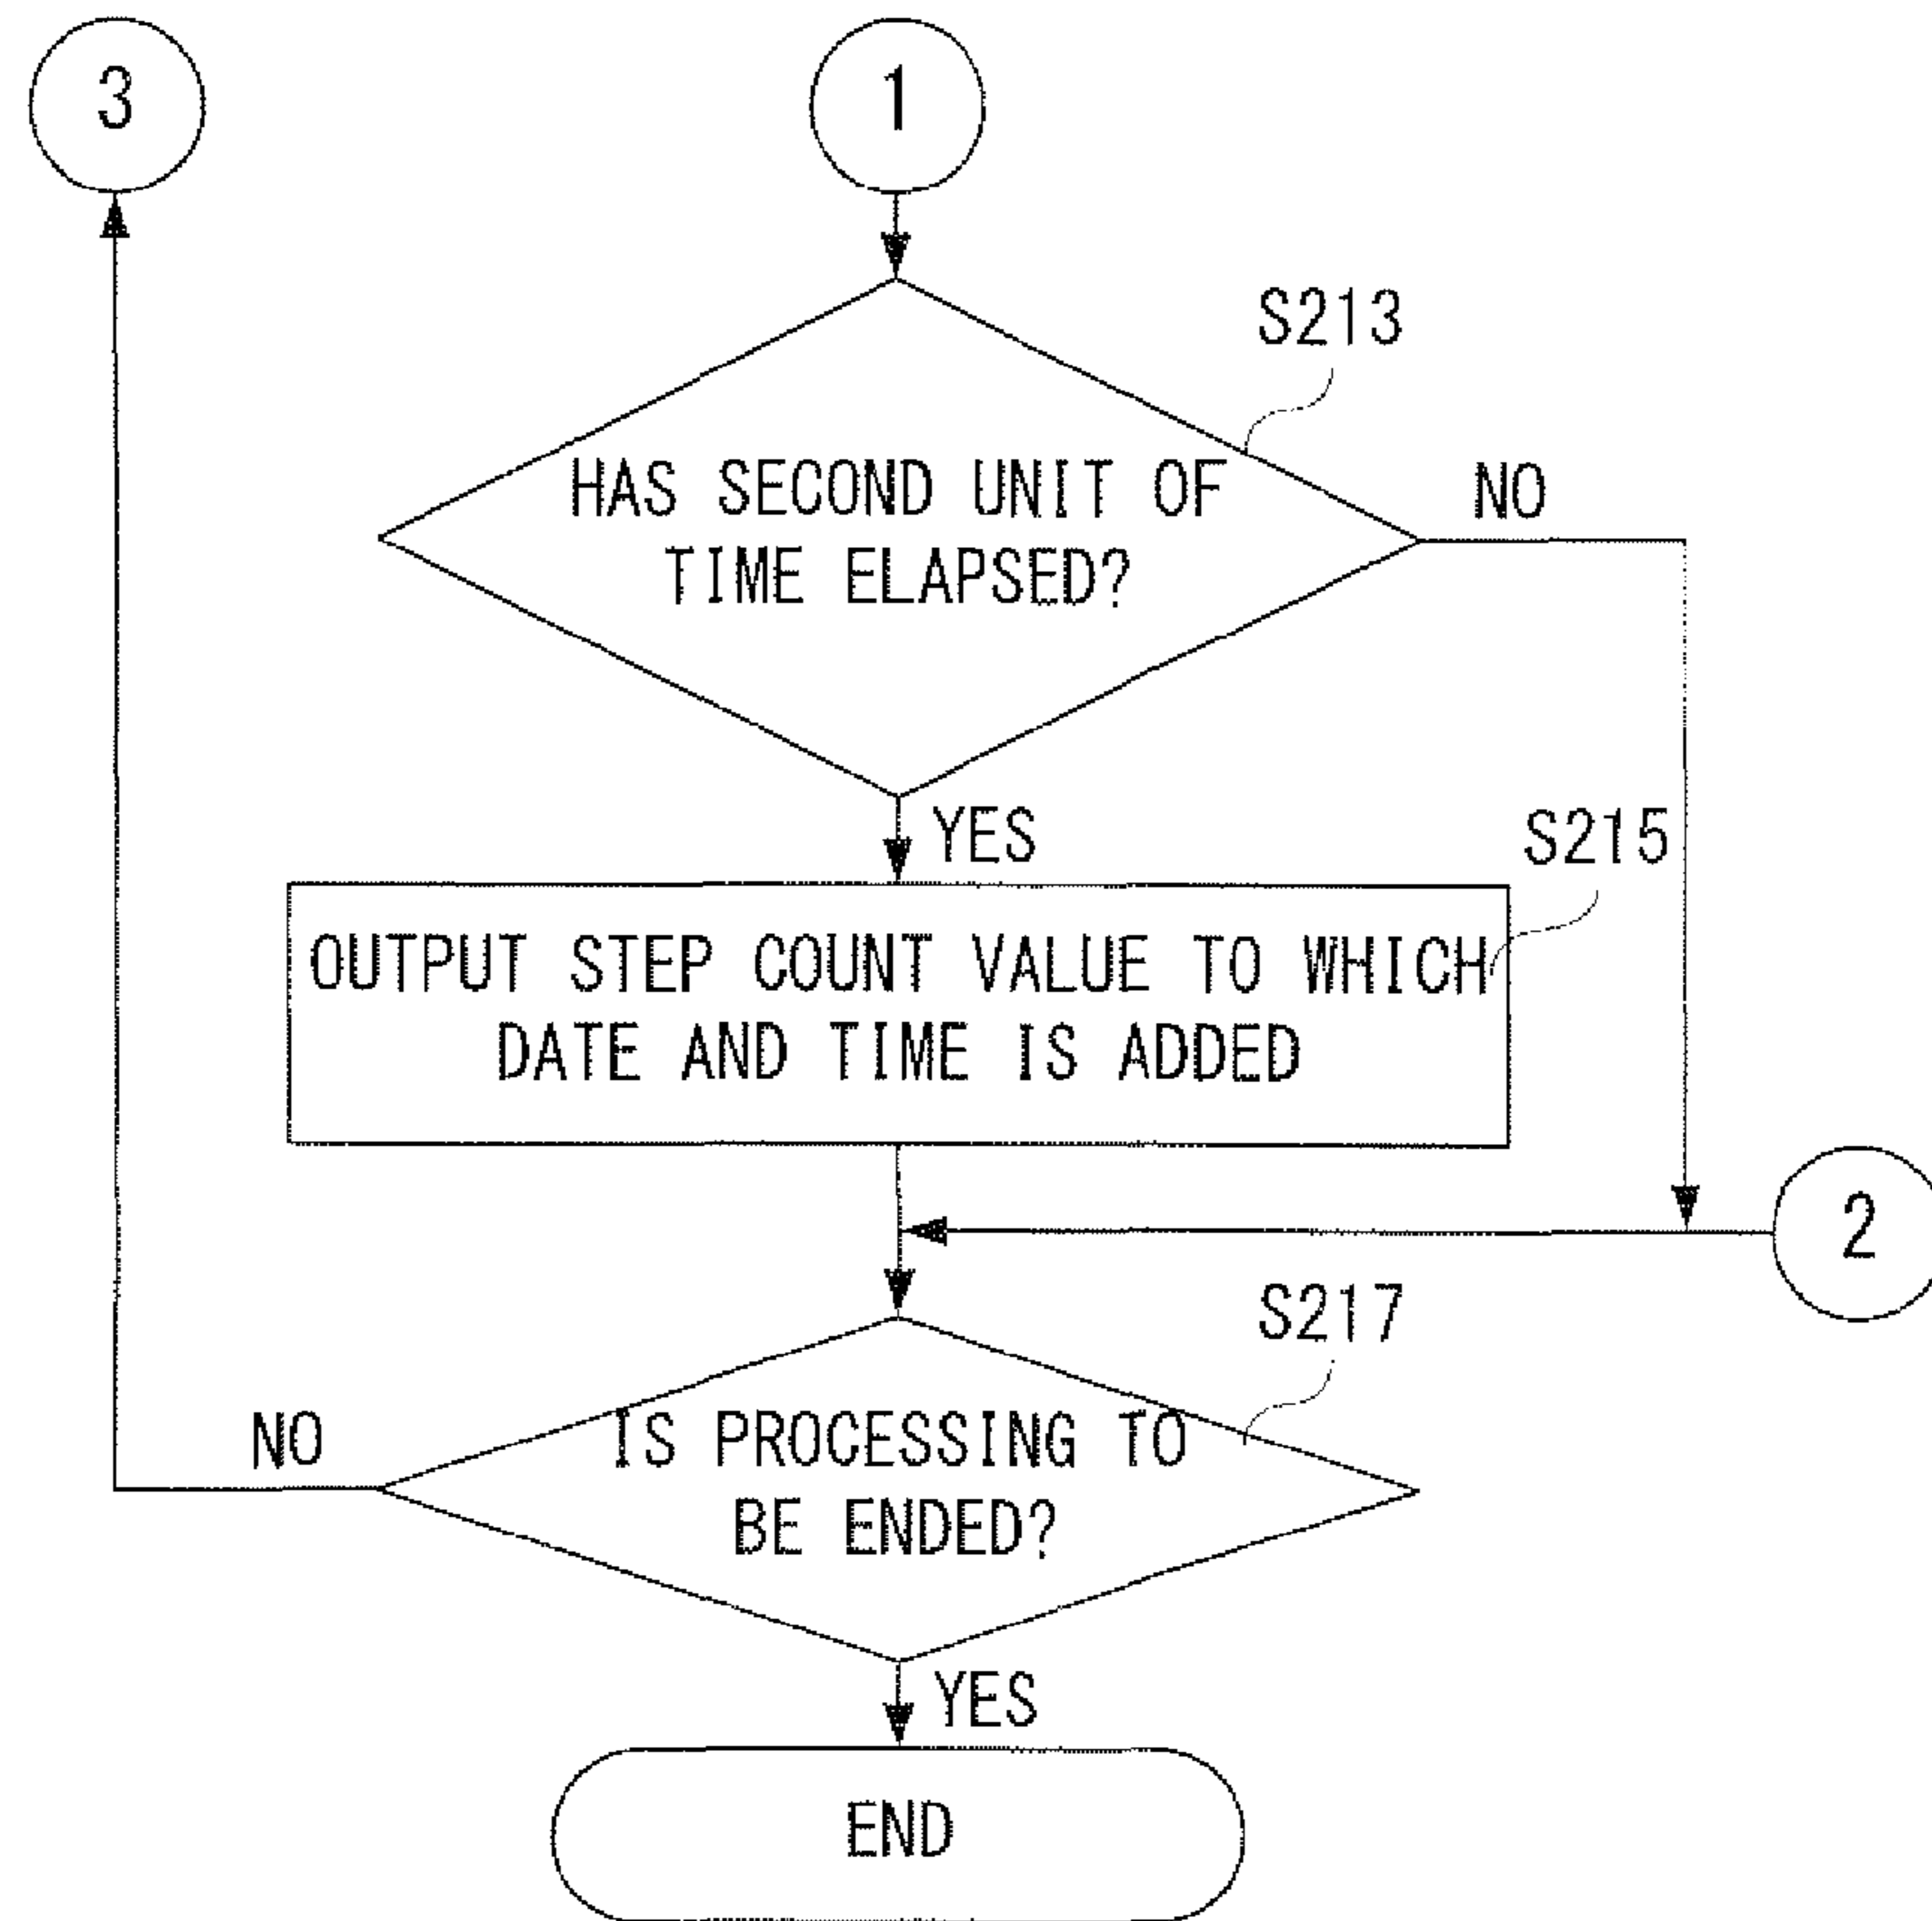 3
1
S213
HAS SECOND UNIT OF
TIME ELAPSED?
NO
YES
S215
OUTPUT STEP COUNT VALUE TO WHICH
DATE AND TIME IS ADDED
2
S217
NO
IS PROCESSING TO
BE ENDED?
YES
END